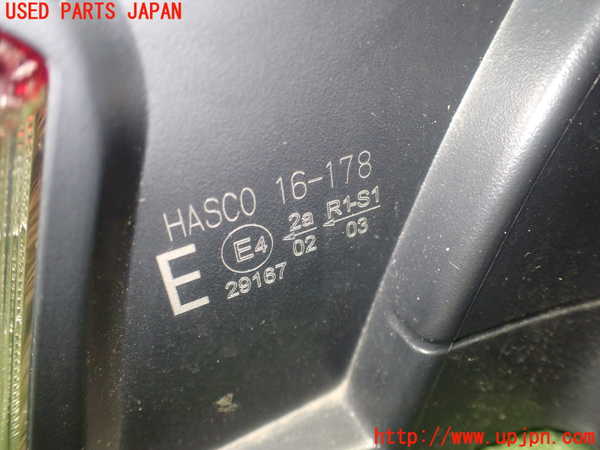 USED PARTS JAPAN
HASCO 16-178
E E4 2a R1-S1
02 03
29167
http://www.upjpn.com/